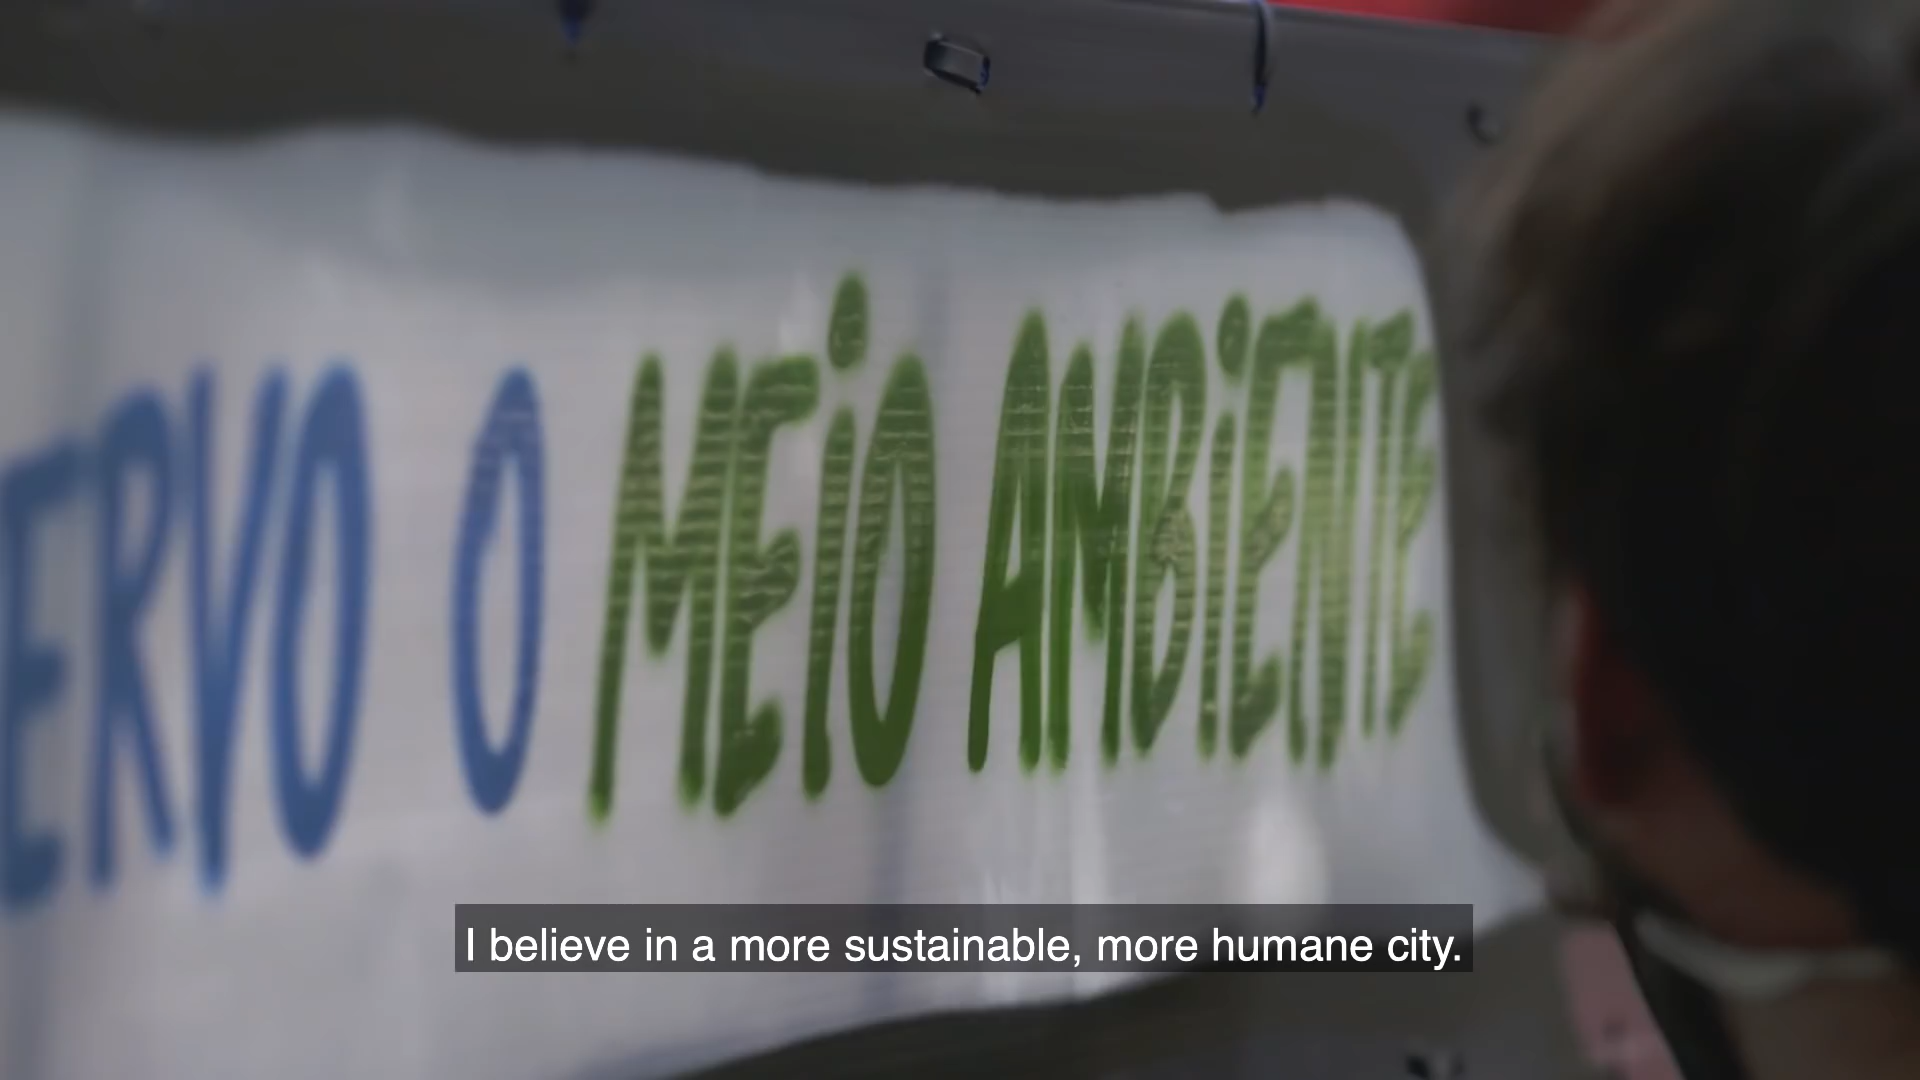 ERVO O MEiO AMBiENTE
I believe in a more sustainable, more humane city.